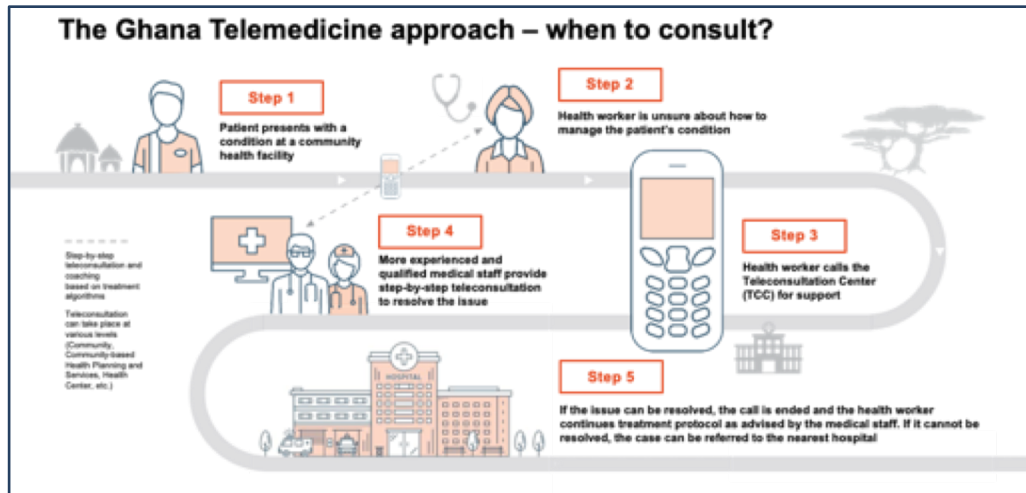 The Ghana Telemedicine approach – when to consult?
Step 1
Patient presents with a
condition at a community
health facility
Step 2
Health worker is unsure about how to
manage the patient's condition
Step 3
Health worker calls the
Teleconsultation Center
(TCC) for support
Step 4
More experienced and
qualified medical staff provide
step-by-step teleconsultation
to resolve the issue
Step-by-step
teleconsultation and
coaching
based on treatment
algorithms
Teleconsultation
can take place at
various levels
(Community,
Community-based
Health Planning and
Services, Health
Center, etc.)
HOSPITAL
Step 5
If the issue can be resolved, the call is ended and the health worker
continues treatment protocol as advised by the medical staff. If it cannot be
resolved, the case can be referred to the nearest hospital